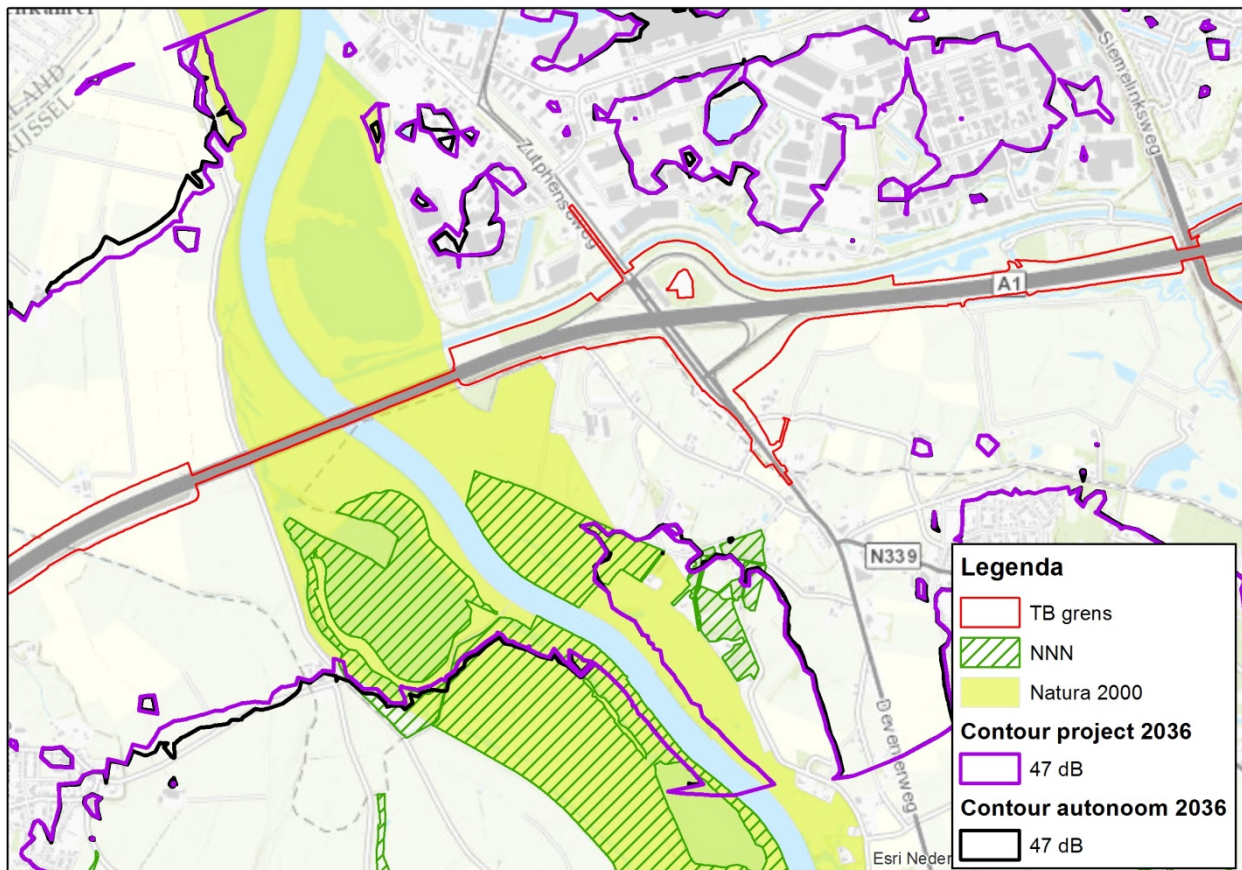 LAND
Zutphenseweg
Siemelinksweg
A1
N339
Deventerweg
Legenda
TB grens
NNN
Natura 2000
Contour project 2036
47 dB
Contour autonoom 2036
47 dB
Esri Neder